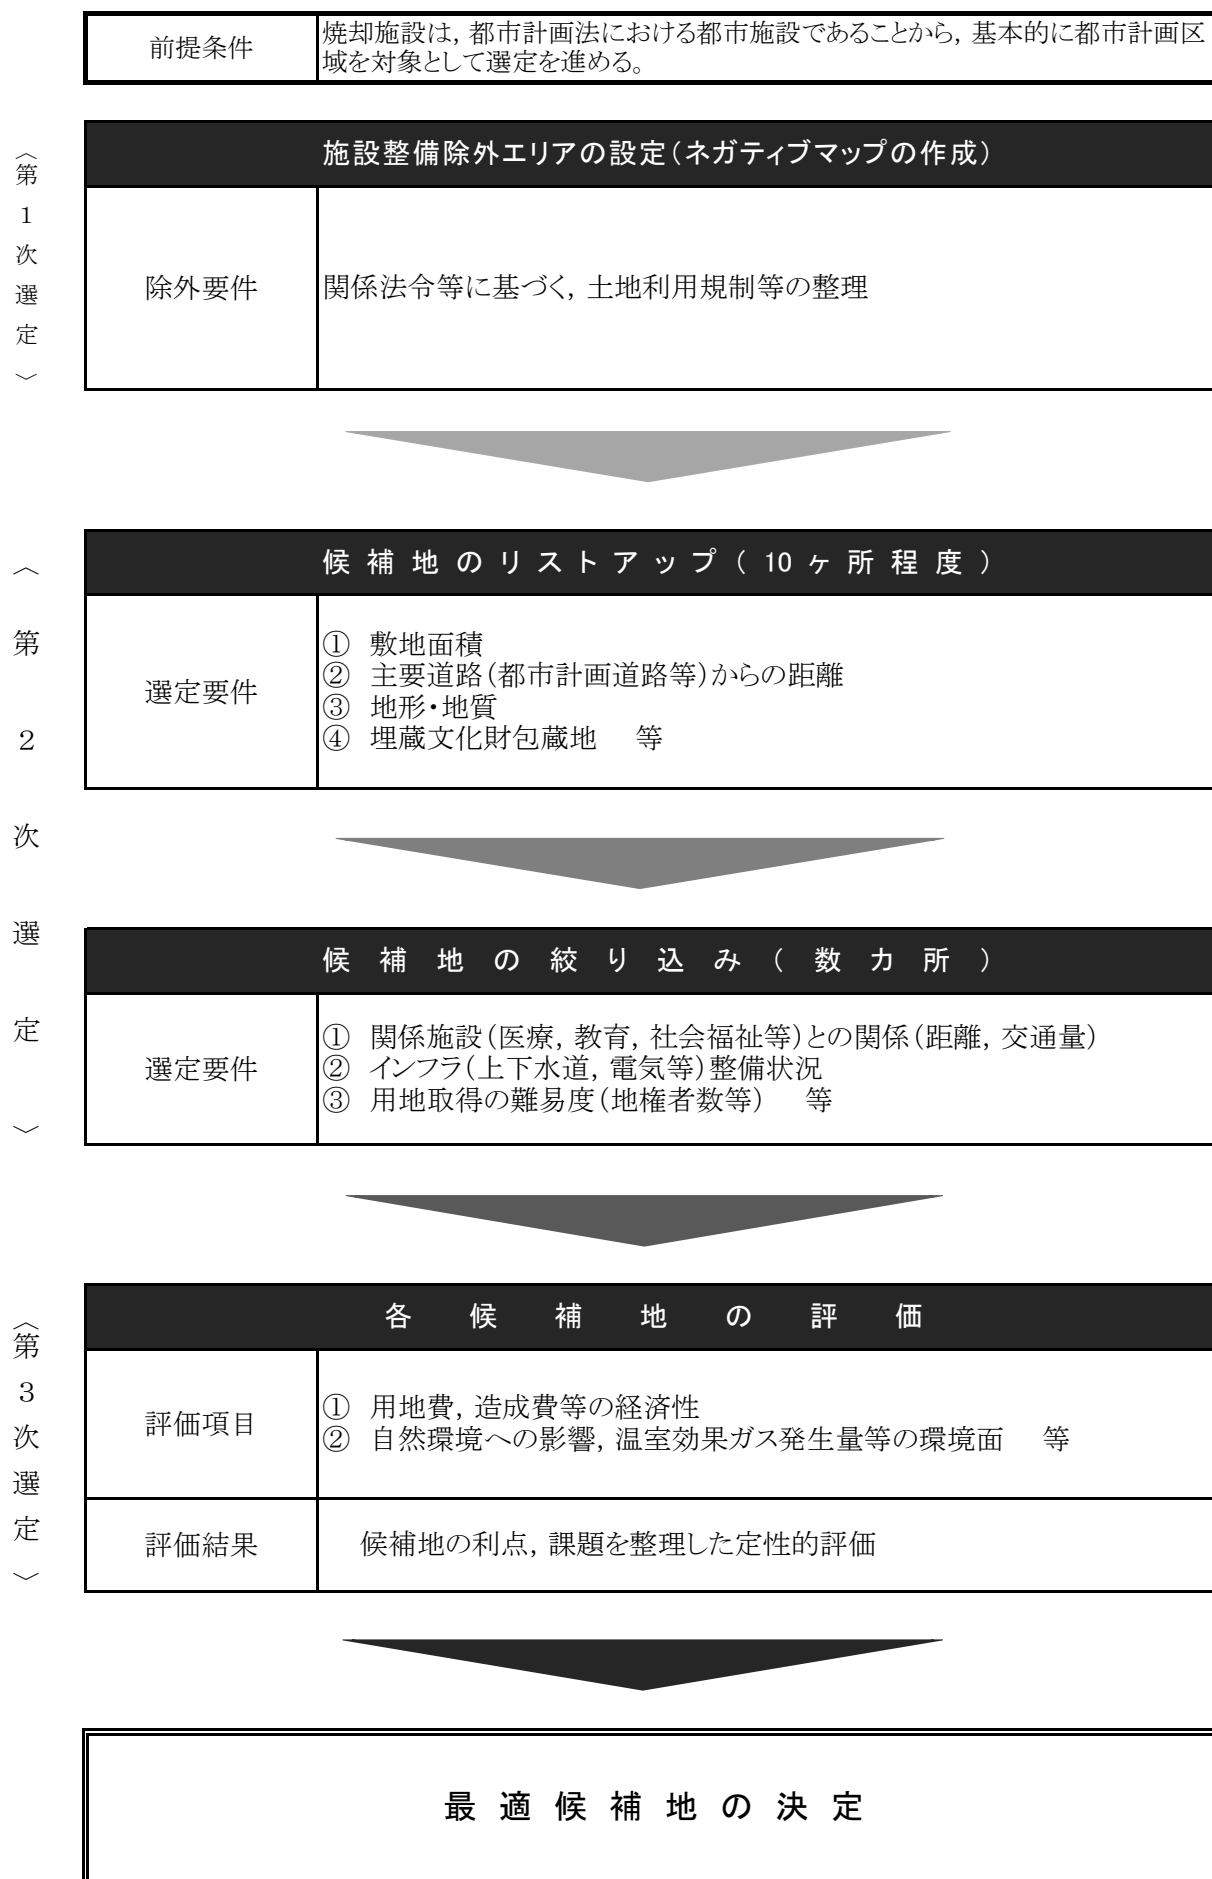 前提条件
焼却施設は，都市計画法における都市施設であることから，基本的に都市計画区
域を対象として選定を進める。
〈第１次選定〉
施設整備除外エリアの設定（ネガティブマップの作成）
除外要件
関係法令等に基づく，土地利用規制等の整理
〈第２次選定〉
候補地のリストアップ（10ヶ所程度）
選定要件
① 敷地面積
② 主要道路（都市計画道路等）からの距離
③ 地形・地質
④ 埋蔵文化財包蔵地　等
候補地の絞り込み（数カ所）
選定要件
① 関係施設（医療，教育，社会福祉等）との関係（距離，交通量）
② インフラ（上下水道，電気等）整備状況
③ 用地取得の難易度（地権者数等）　等
〈第３次選定〉
各候補地の評価
評価項目
① 用地費，造成費等の経済性
② 自然環境への影響，温室効果ガス発生量等の環境面　等
評価結果
候補地の利点，課題を整理した定性的評価
最適候補地の決定